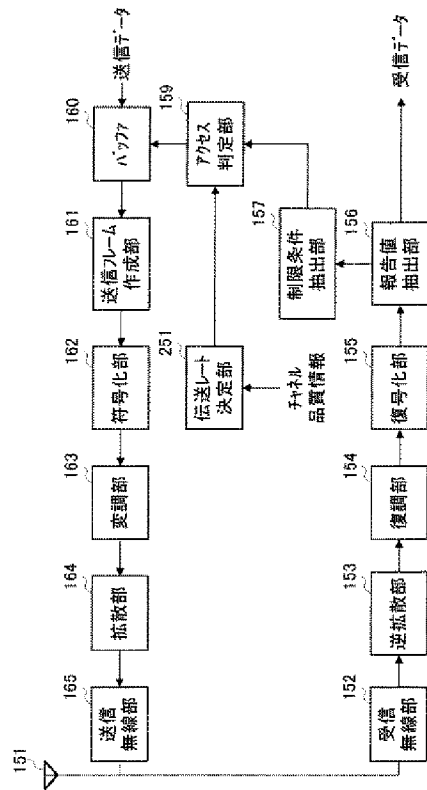 151
165
送信
無線部
164
拡散部
163
変調部
162
符号化部
161
送信フレーム
作成部
160
バッファ
送信データ
251
伝送レート
決定部
チャネル
品質情報
159
アクセス
判定部
157
制限条件
抽出部
152
受信
無線部
153
逆拡散部
154
復調部
155
復号化部
156
報告値
抽出部
受信データ